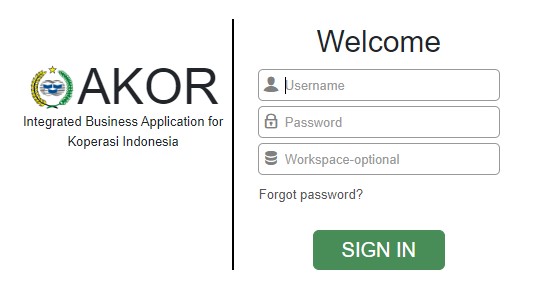 AKOR
Integrated Business Application for
Koperasi Indonesia
Welcome
Username
Password
Workspace-optional
Forgot password?
SIGN IN